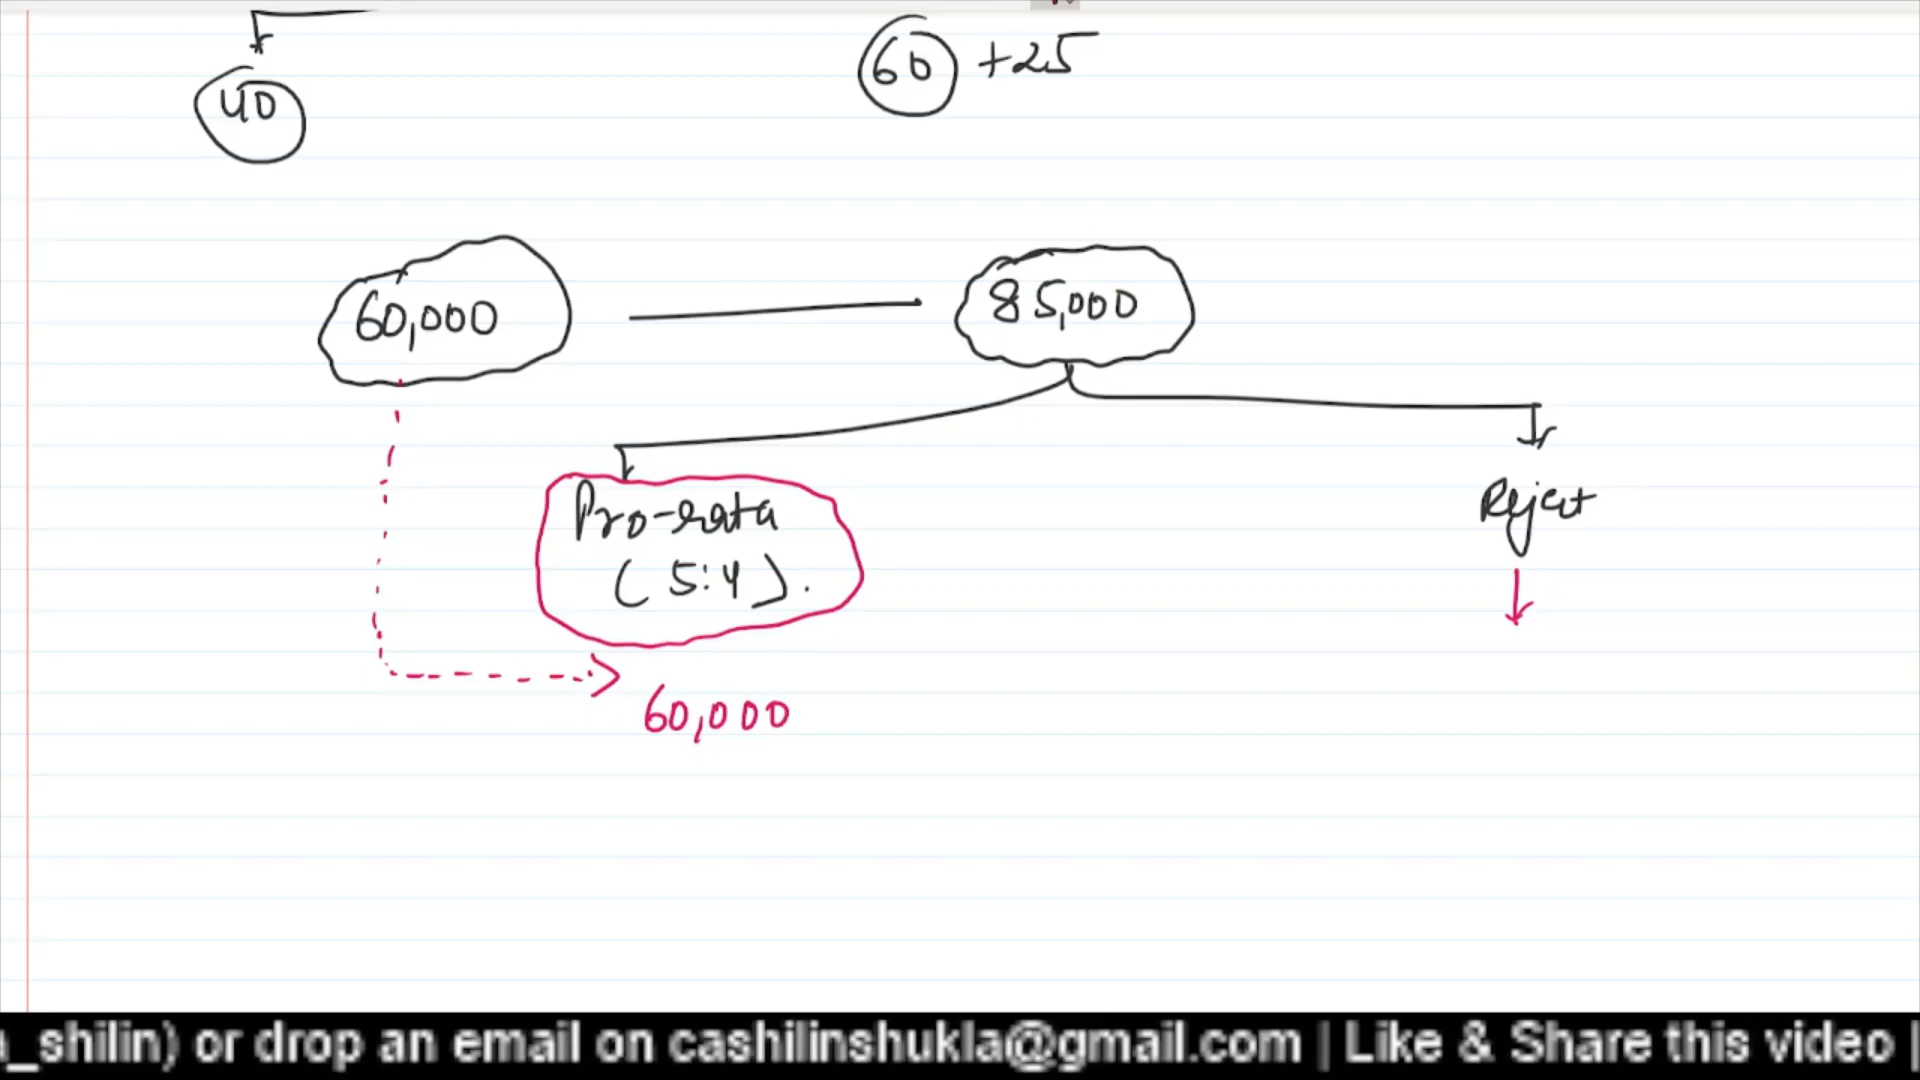 40
60 +25
60,000
85,000
Pro-rata
(5:4).
Reject
60,000
a_shilin) or drop an email on cashilinshukla@gmail.com | Like & Share this video |